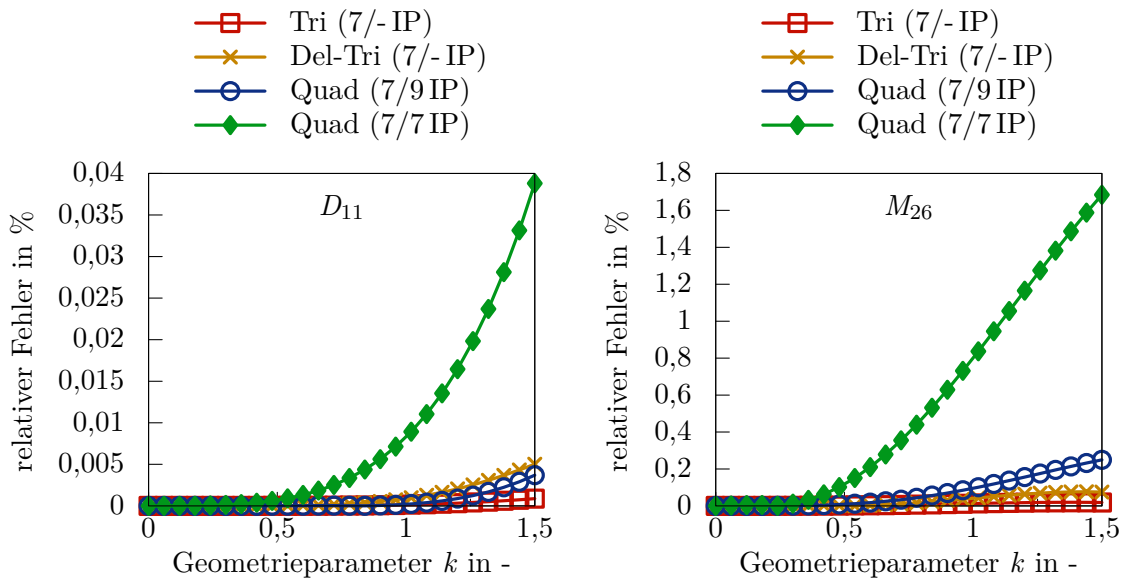 Tri (7/- IP)
Del-Tri (7/- IP)
Quad (7/9 IP)
Quad (7/7 IP)
0,04
0,035
0,03
0,025
0,02
0,015
0,01
0,005
0
D11
relativer Fehler in %
0 0,5 1 1,5
Geometrieparameter k in -
Tri (7/- IP)
Del-Tri (7/- IP)
Quad (7/9 IP)
Quad (7/7 IP)
1,8
1,6
1,4
1,2
1
0,8
0,6
0,4
0,2
0
M26
relativer Fehler in %
0 0,5 1 1,5
Geometrieparameter k in -